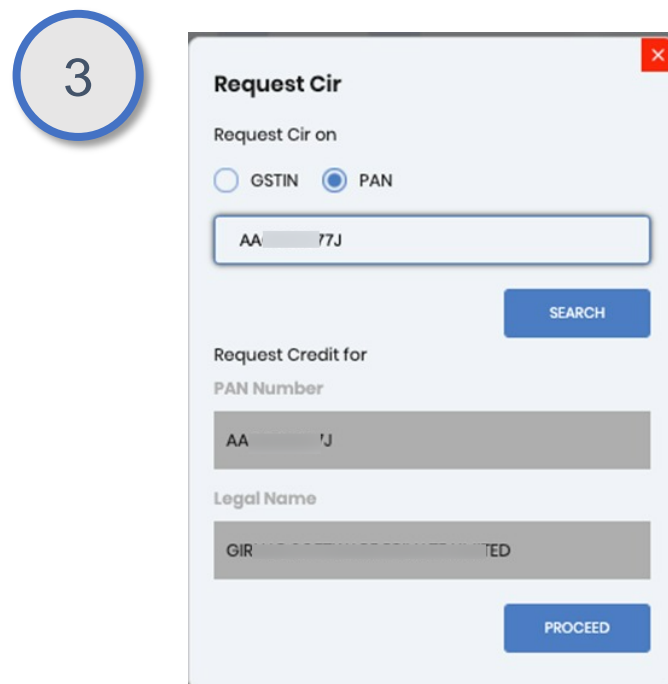 3
×
Request Cir
Request Cir on
GSTIN PAN
AA 77J
SEARCH
Request Credit for
PAN Number
AA J
Legal Name
GIR TED
PROCEED